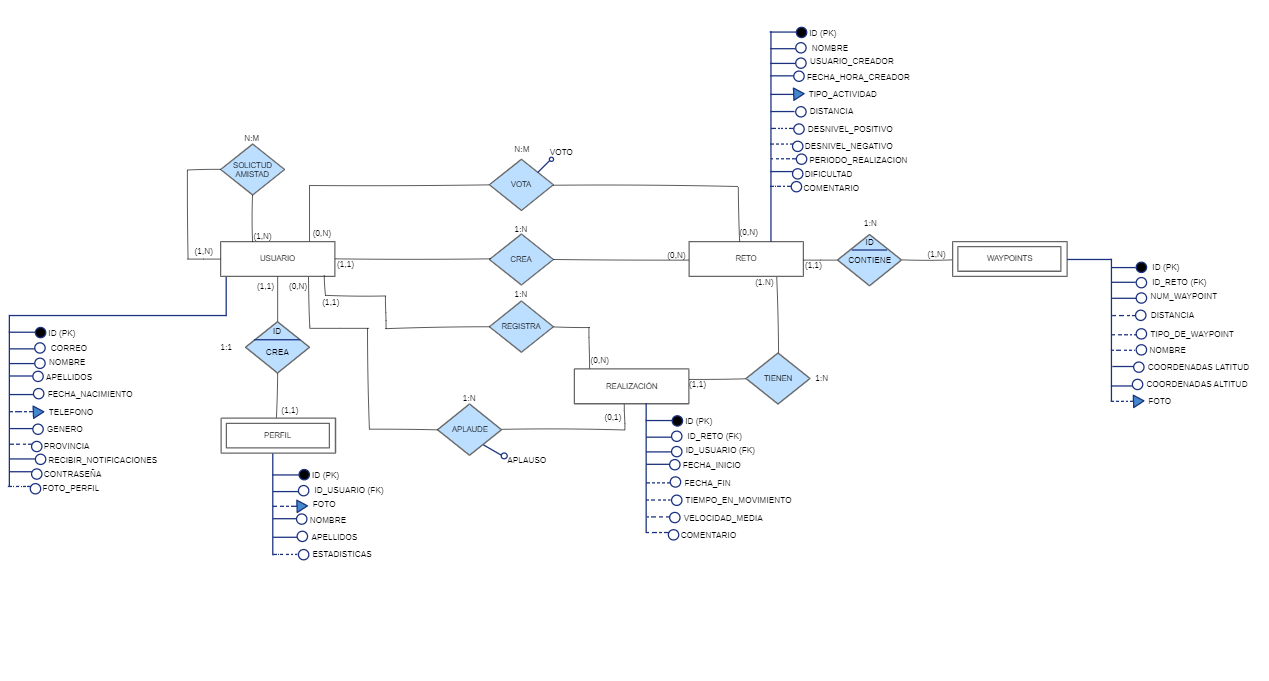 ID (PK)
NOMBRE
USUARIO_CREADOR
FECHA_HORA_CREADOR
TIPO_ACTIVIDAD
DISTANCIA
DESNIVEL_POSITIVO
DESNIVEL_NEGATIVO
PERIODO_REALIZACION
DIFICULTAD
COMENTARIO
N:M
SOLICTUD
AMISTAD
(1,N)
(1,N)
N:M
VOTO
VOTA
(0,N)
(0,N)
USUARIO
(1,1)
1:N
CREA
(0,N)
RETO
(1,1)
1:N
ID
CONTIENE
(1,N)
WAYPOINTS
ID (PK)
ID_RETO (FK)
NUM_WAYPOINT
DISTANCIA
TIPO_DE_WAYPOINT
NOMBRE
COORDENADAS LATITUD
COORDENADAS ALTITUD
FOTO
(1,1)
(0,N)
(1,1)
1:N
REGISTRA
(0,N)
(1.N)
ID
CREA
1:1
(1,1)
PERFIL
REALIZACIÓN
(1,1)
TIENEN
1:N
(0,1)
1:N
APLAUDE
APLAUSO
ID (PK)
CORREO
NOMBRE
APELLIDOS
FECHA_NACIMIENTO
TELEFONO
GENERO
PROVINCIA
RECIBIR_NOTIFICACIONES
CONTRASEÑA
FOTO_PERFIL
ID (PK)
ID_USUARIO (FK)
FOTO
NOMBRE
APELLIDOS
ESTADISTICAS
ID (PK)
ID_RETO (FK)
ID_USUARIO (FK)
FECHA_INICIO
FECHA_FIN
TIEMPO_EN_MOVIMIENTO
VELOCIDAD_MEDIA
COMENTARIO